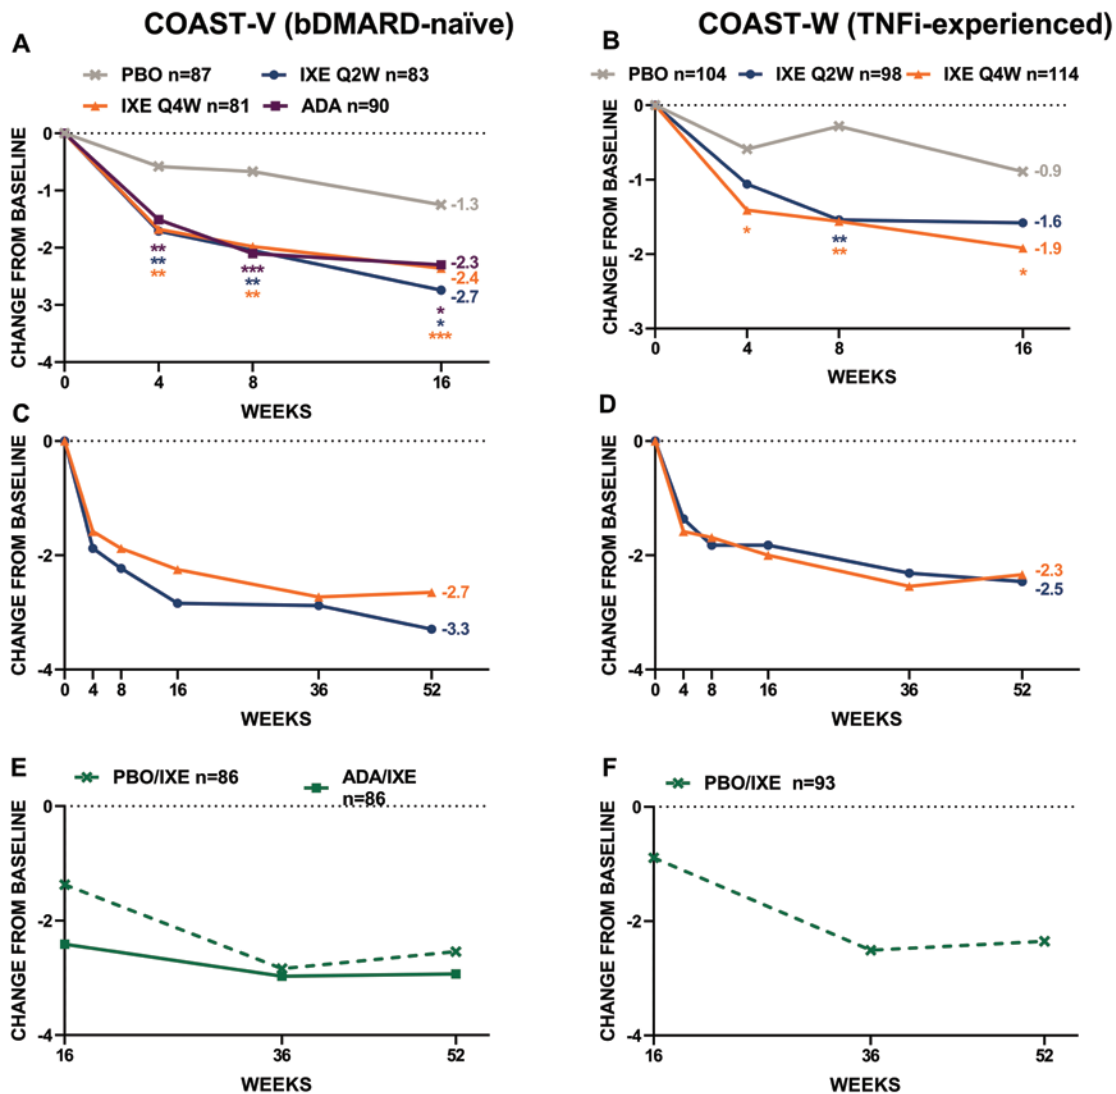 COAST-V (bDMARD-naïve)
COAST-W (TNFi-experienced)
A
PBO n=87
IXE Q2W n=83
IXE Q4W n=81
ADA n=90
CHANGE FROM BASELINE
0
-1
-2
-3
-4
-1.3
-2.3
-2.4
-2.7
**
**
**
***
**
**
*
*
***
0
4
8
16
WEEKS
B
PBO n=104
IXE Q2W n=98
IXE Q4W n=114
CHANGE FROM BASELINE
0
-1
-2
-3
-0.9
-1.6
-1.9
*
**
**
*
0
4
8
16
WEEKS
C
CHANGE FROM BASELINE
0
-2
-4
-2.7
-3.3
0
4
8
16
36
52
WEEKS
D
CHANGE FROM BASELINE
0
-2
-4
-2.3
-2.5
0
4
8
16
36
52
WEEKS
E
PBO/IXE n=86
ADA/IXE
n=86
CHANGE FROM BASELINE
0
-2
-4
16
36
52
WEEKS
F
PBO/IXE n=93
CHANGE FROM BASELINE
0
-2
-4
16
36
52
WEEKS